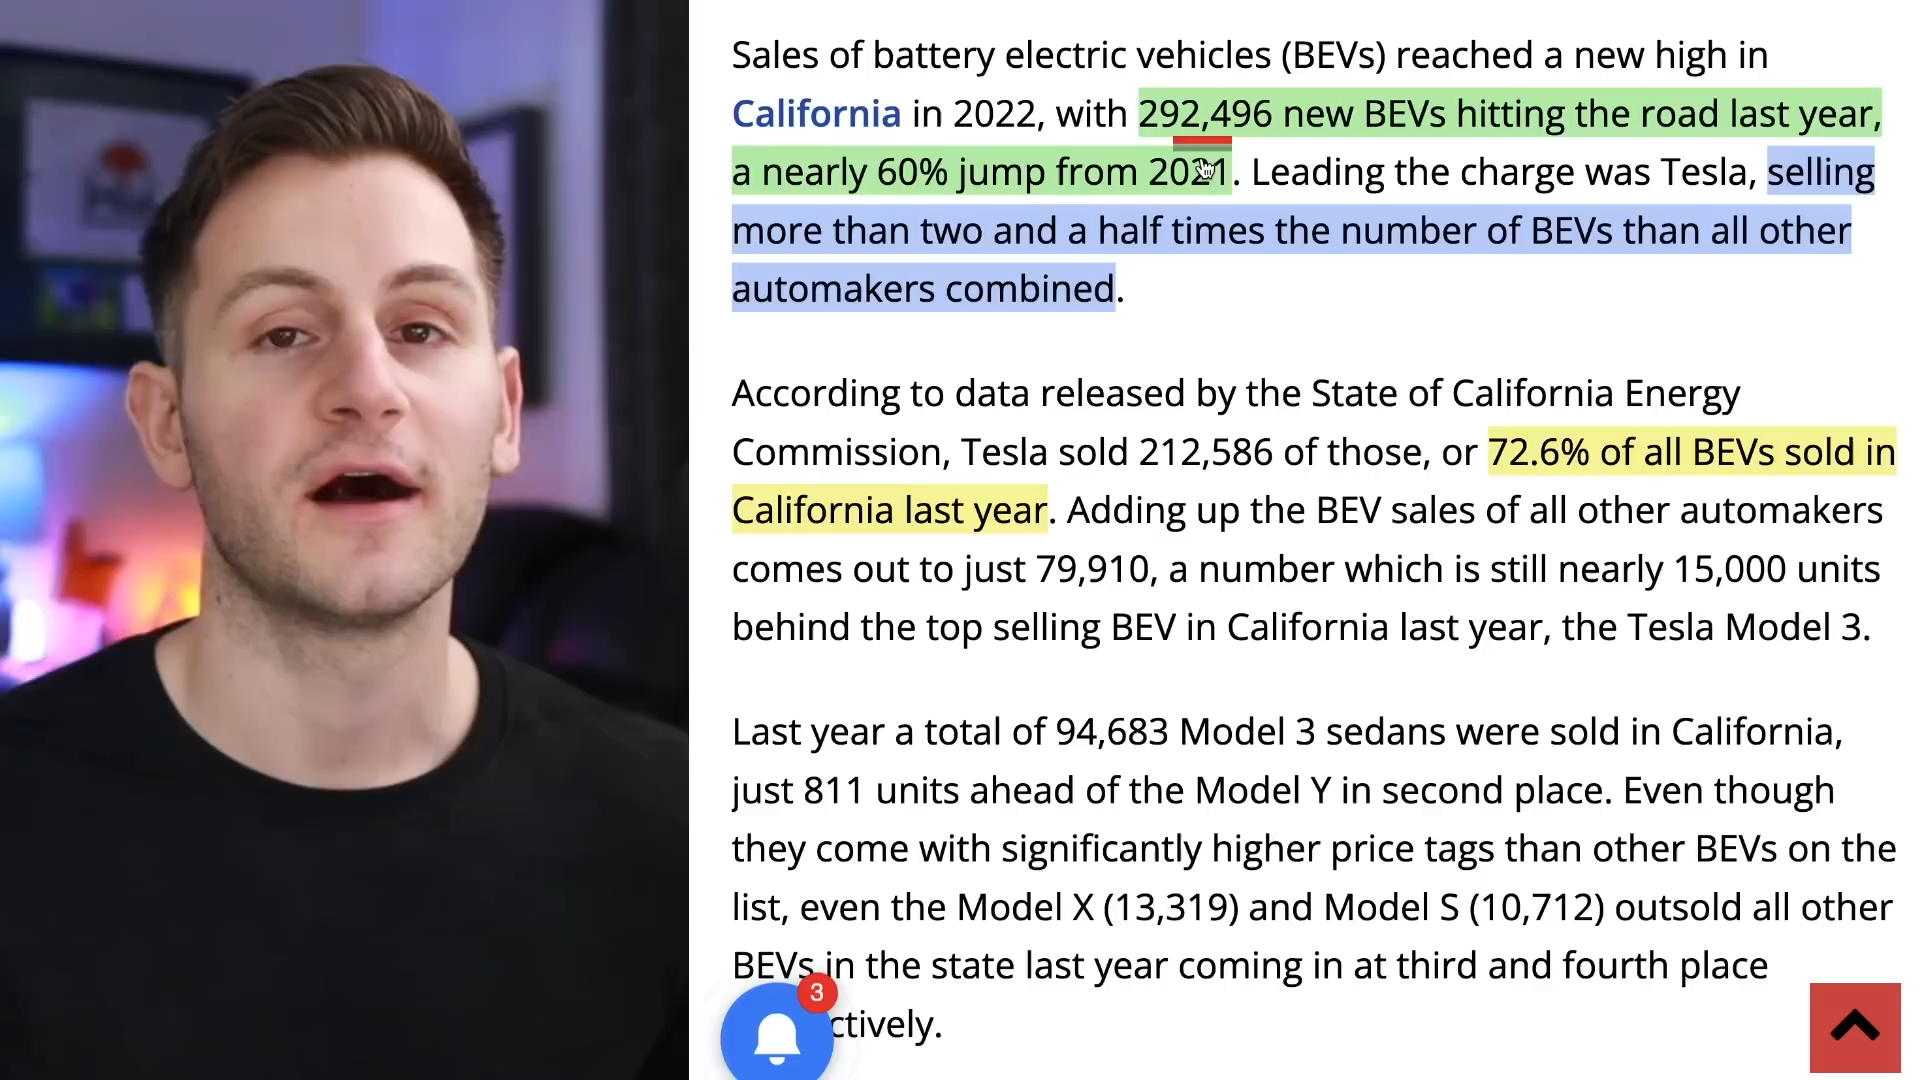 Sales of battery electric vehicles (BEVs) reached a new high in
California in 2022, with 292,496 new BEVs hitting the road last year,
a nearly 60% jump from 2021. Leading the charge was Tesla, selling
more than two and a half times the number of BEVs than all other
automakers combined.
According to data released by the State of California Energy
Commission, Tesla sold 212,586 of those, or 72.6% of all BEVs sold in
California last year. Adding up the BEV sales of all other automakers
comes out to just 79,910, a number which is still nearly 15,000 units
behind the top selling BEV in California last year, the Tesla Model 3.
Last year a total of 94,683 Model 3 sedans were sold in California,
just 811 units ahead of the Model Y in second place. Even though
they come with significantly higher price tags than other BEVs on the
list, even the Model X (13,319) and Model S (10,712) outsold all other
BEVs in the state last year coming in at third and fourth place
ctively.
3